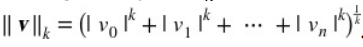 ‖ v ‖ₖ = (| v₀ |ᵏ + | v₁ |ᵏ + ⋯ + | vₙ |ᵏ)^{1/k}.